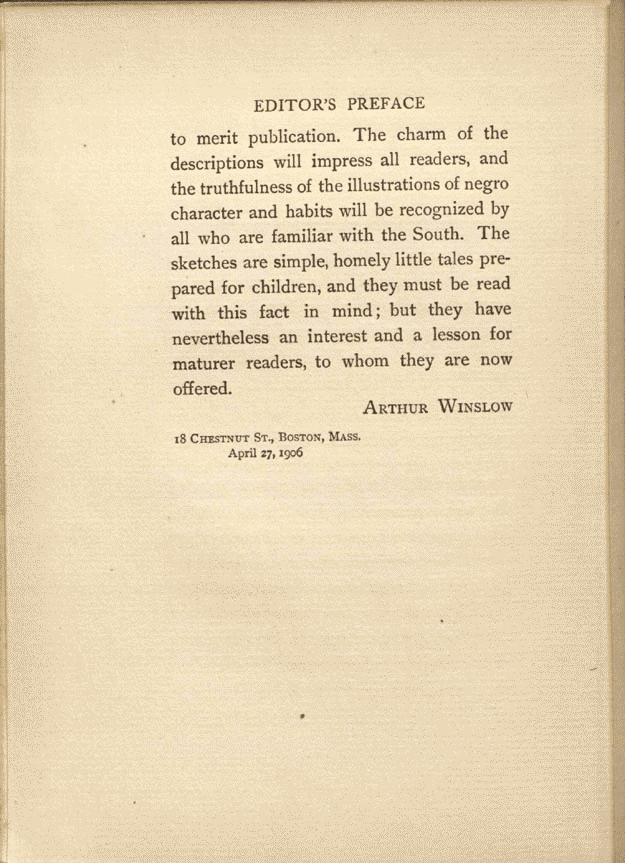 EDITOR'S PREFACE
to merit publication. The charm of the
descriptions will impress all readers, and
the truthfulness of the illustrations of negro
character and habits will be recognized by
all who are familiar with the South. The
sketches are simple, homely little tales pre-
pared for children, and they must be read
with this fact in mind; but they have
nevertheless an interest and a lesson for
maturer readers, to whom they are now
offered.
ARTHUR WINSLOW
18 CHESTNUT ST., BOSTON, MASS.
April 27, 1906